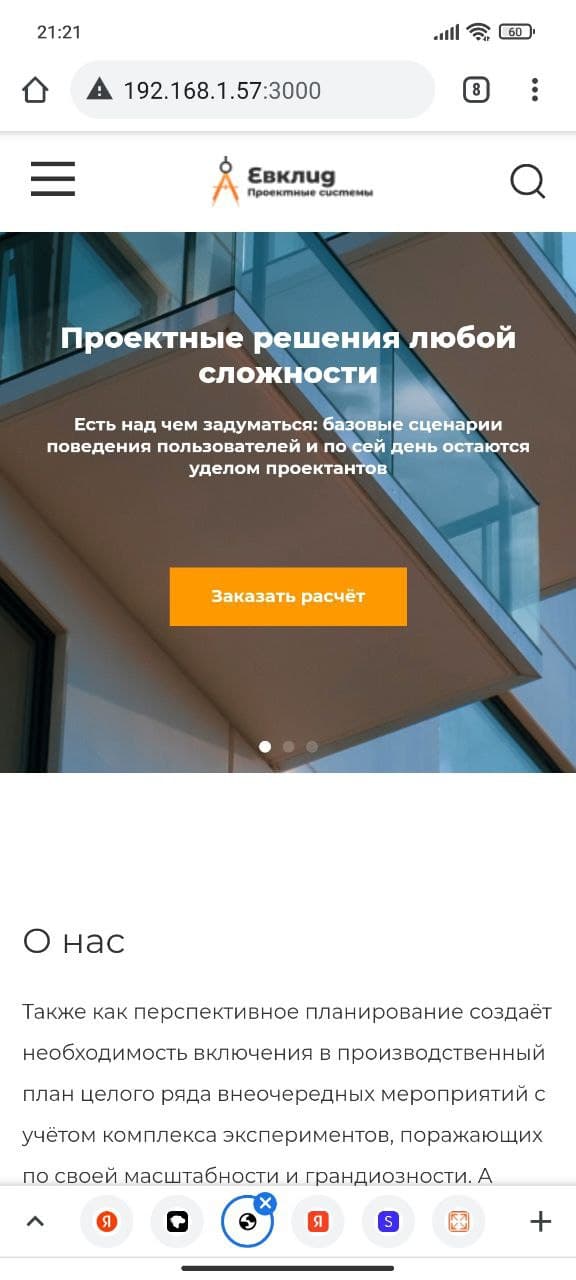 21:21
60
192.168.1.57:3000
8
Евклид
Проектные системы
Проектные решения любой
сложности
Есть над чем задуматься: базовые сценарии
поведения пользователей и по сей день остаются
уделом проектантов
Заказать расчёт
О нас
Также как перспективное планирование создаёт
необходимость включения в производственный
план целого ряда внеочередных мероприятий с
учётом комплекса экспериментов, поражающих
по своей масштабности и грандиозности. А
Я
Я
S